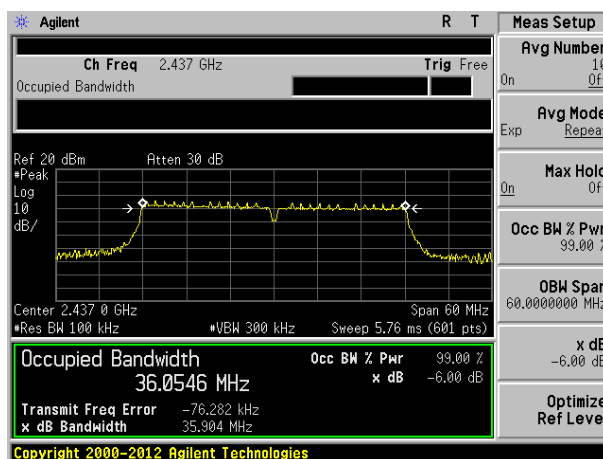 Agilent R T
Ch Freq 2.437 GHz Trig Free
Occupied Bandwidth
Ref 20 dBm Atten 30 dB
#Peak
Log
10
dB/
Center 2.437 0 GHz Span 60 MHz
#Res BW 100 kHz #VBW 300 kHz Sweep 5.76 ms (601 pts)
Occupied Bandwidth Occ BW % Pwr 99.00 %
36.0546 MHz x dB -6.00 dB
Transmit Freq Error -76.282 kHz
x dB Bandwidth 35.904 MHz
Copyright 2000-2012 Agilent Technologies
Meas Setup
Avg Number
10
On Of
Avg Mode
Exp Repea
Max Hold
On Of
Occ BW % Pwr
99.00 %
OBW Span
60.0000000 MHz
x dB
-6.00 dB
Optimize
Ref Leve